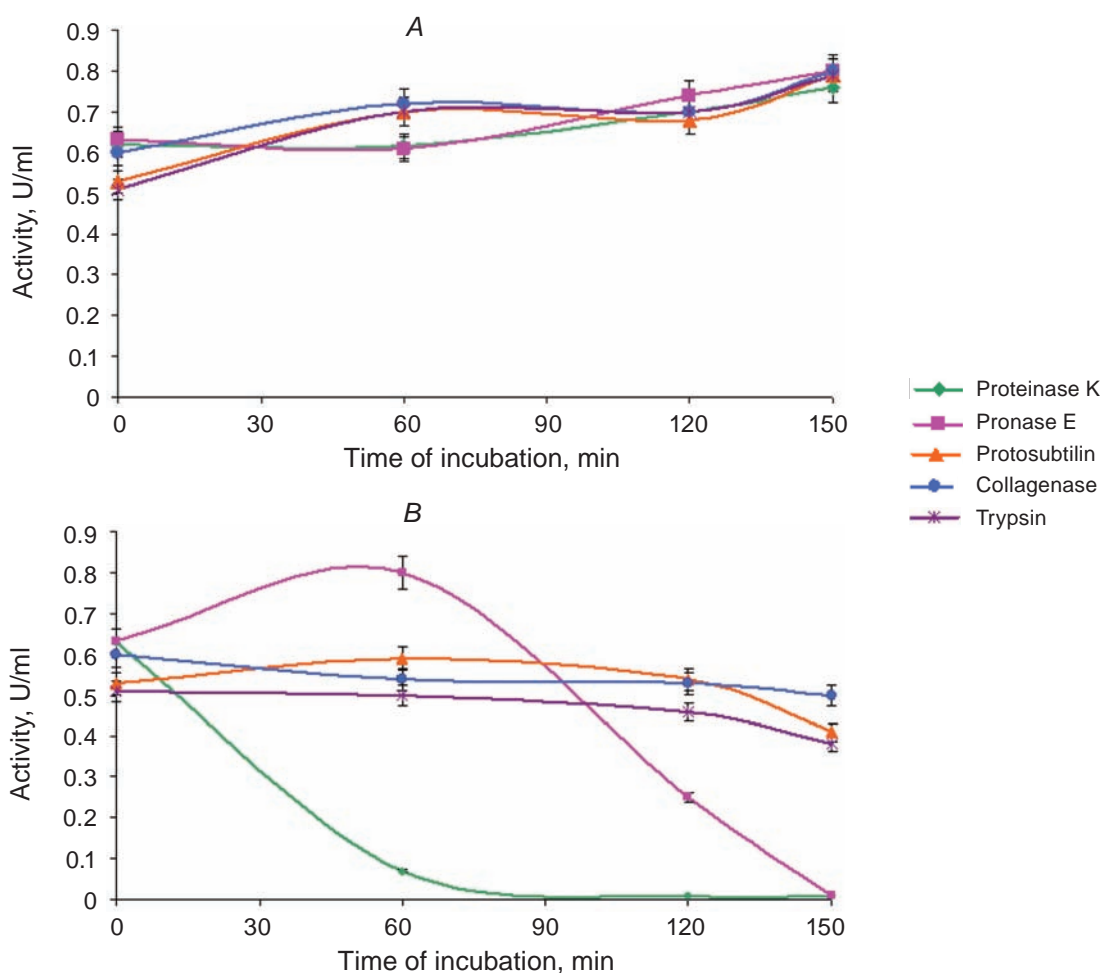 A
0.9
0.8
0.7
0.6
0.5
0.4
0.3
0.2
0.1
0
Activity, U/ml
0 30 60 90 120 150
Time of incubation, min
Proteinase K
Pronase E
Protosubtilin
Collagenase
Trypsin
B
0.9
0.8
0.7
0.6
0.5
0.4
0.3
0.2
0.1
0
Activity, U/ml
0 30 60 90 120 150
Time of incubation, min